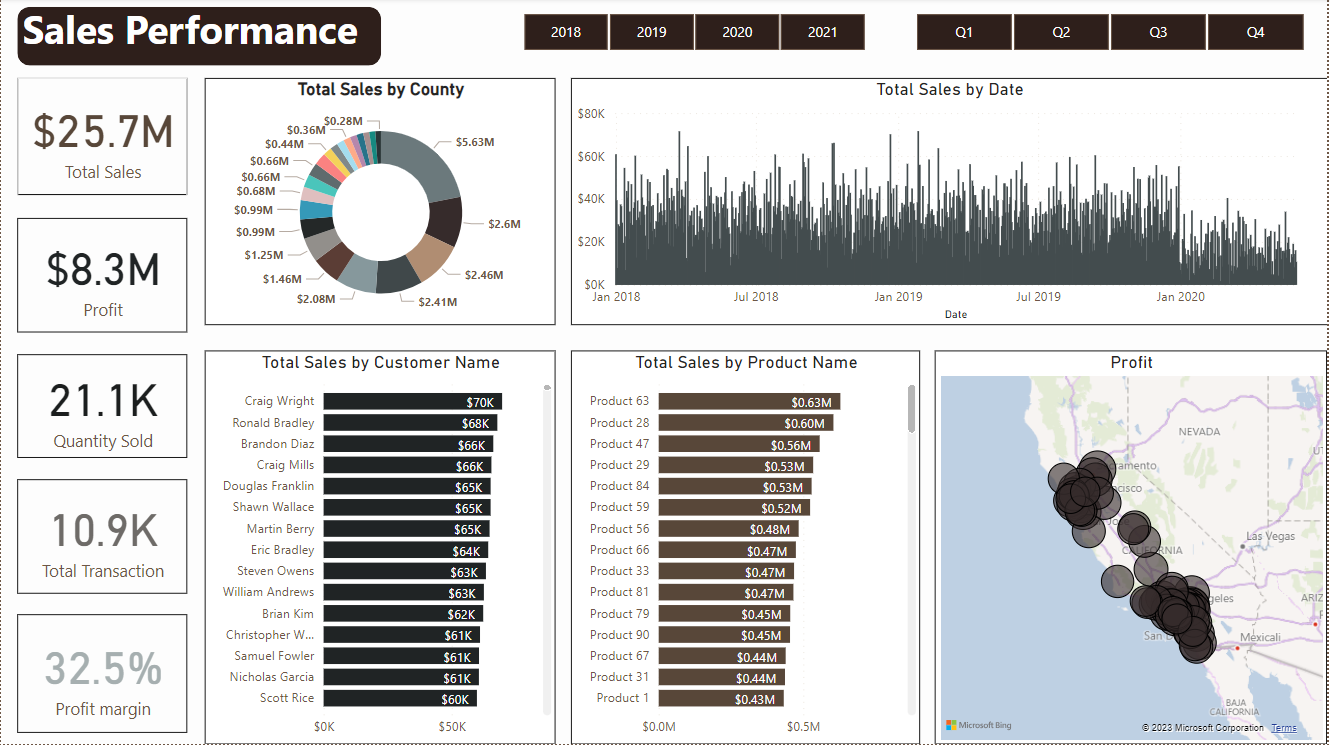 Sales Performance
2018 2019 2020 2021
Q1 Q2 Q3 Q4
$25.7M
Total Sales
$8.3M
Profit
21.1K
Quantity Sold
10.9K
Total Transaction
32.5%
Profit margin
Total Sales by County
$0.28M
$0.36M
$0.44M
$0.66M
$0.66M
$0.68M
$0.99M
$0.99M
$1.25M
$1.46M
$2.08M
$5.63M
$2.6M
$2.46M
$2.41M
Total Sales by Date
$80K
$60K
$40K
$20K
$0K
Jan 2018 Jul 2018 Jan 2019 Jul 2019 Jan 2020
Date
Total Sales by Customer Name
Craig Wright $70K
Ronald Bradley $68K
Brandon Diaz $66K
Craig Mills $66K
Douglas Franklin $65K
Shawn Wallace $65K
Martin Berry $65K
Eric Bradley $64K
Steven Owens $63K
William Andrews $63K
Brian Kim $62K
Christopher W... $61K
Samuel Fowler $61K
Nicholas Garcia $61K
Scott Rice $60K
$0K $50K
Total Sales by Product Name
Product 63 $0.63M
Product 28 $0.60M
Product 47 $0.56M
Product 29 $0.53M
Product 84 $0.53M
Product 59 $0.52M
Product 56 $0.48M
Product 66 $0.47M
Product 33 $0.47M
Product 81 $0.47M
Product 79 $0.45M
Product 90 $0.45M
Product 67 $0.44M
Product 31 $0.44M
Product 1 $0.43M
$0.0M $0.5M
Profit
NEVADA
Las Vegas
Mexicali
BAJA
CALIFORNIA
Microsoft Bing
© 2023 Microsoft Corporation Terms